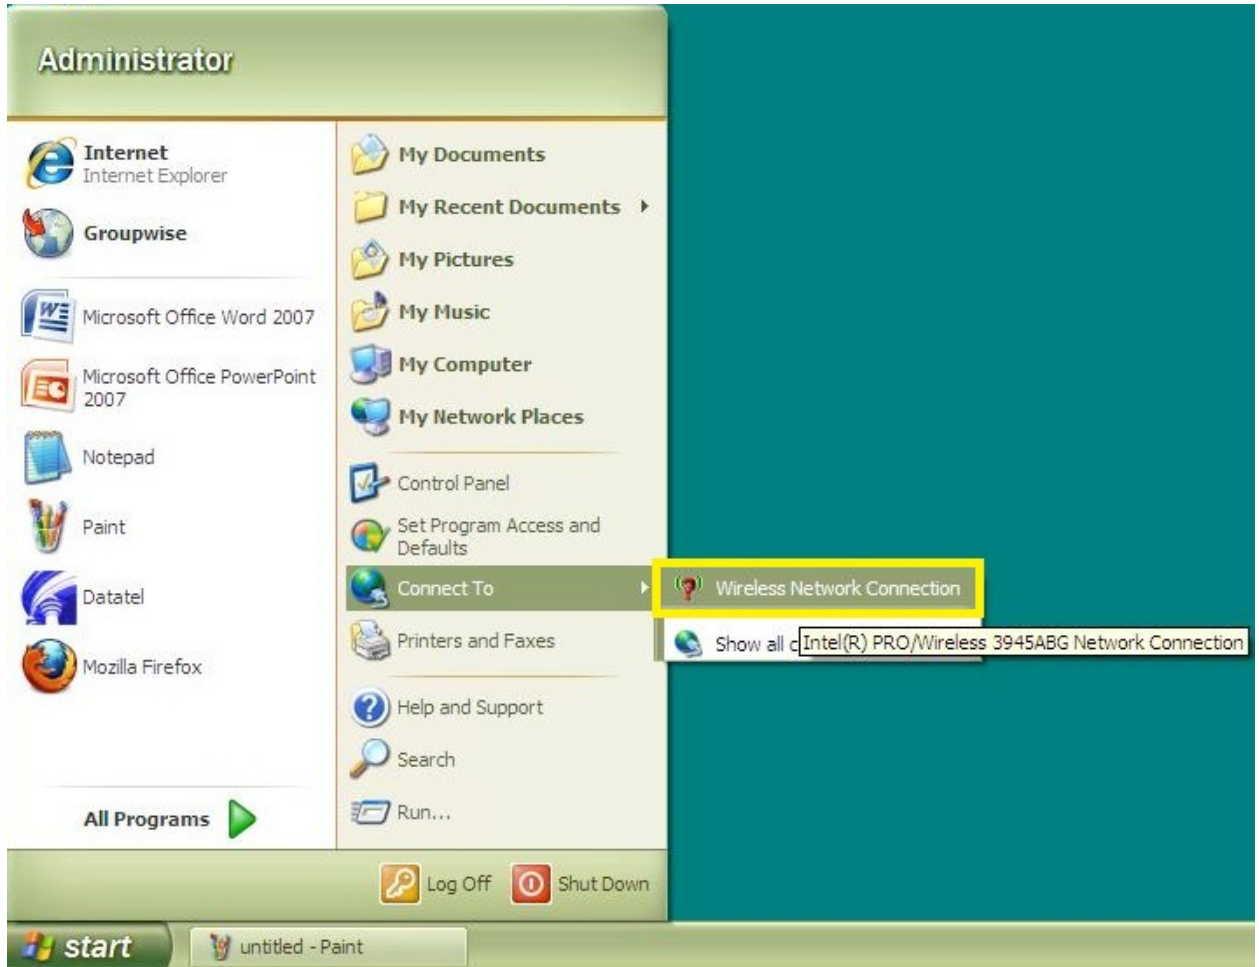 Administrator
Internet
Internet Explorer
Groupwise
Microsoft Office Word 2007
Microsoft Office PowerPoint
2007
Notepad
Paint
Datatel
Mozilla Firefox
All Programs
My Documents
My Recent Documents
My Pictures
My Music
My Computer
My Network Places
Control Panel
Set Program Access and
Defaults
Connect To
Printers and Faxes
Help and Support
Search
Run...
Wireless Network Connection
Show all
Intel(R) PRO/Wireless 3945ABG Network Connection
Log Off
Shut Down
start
untitled - Paint